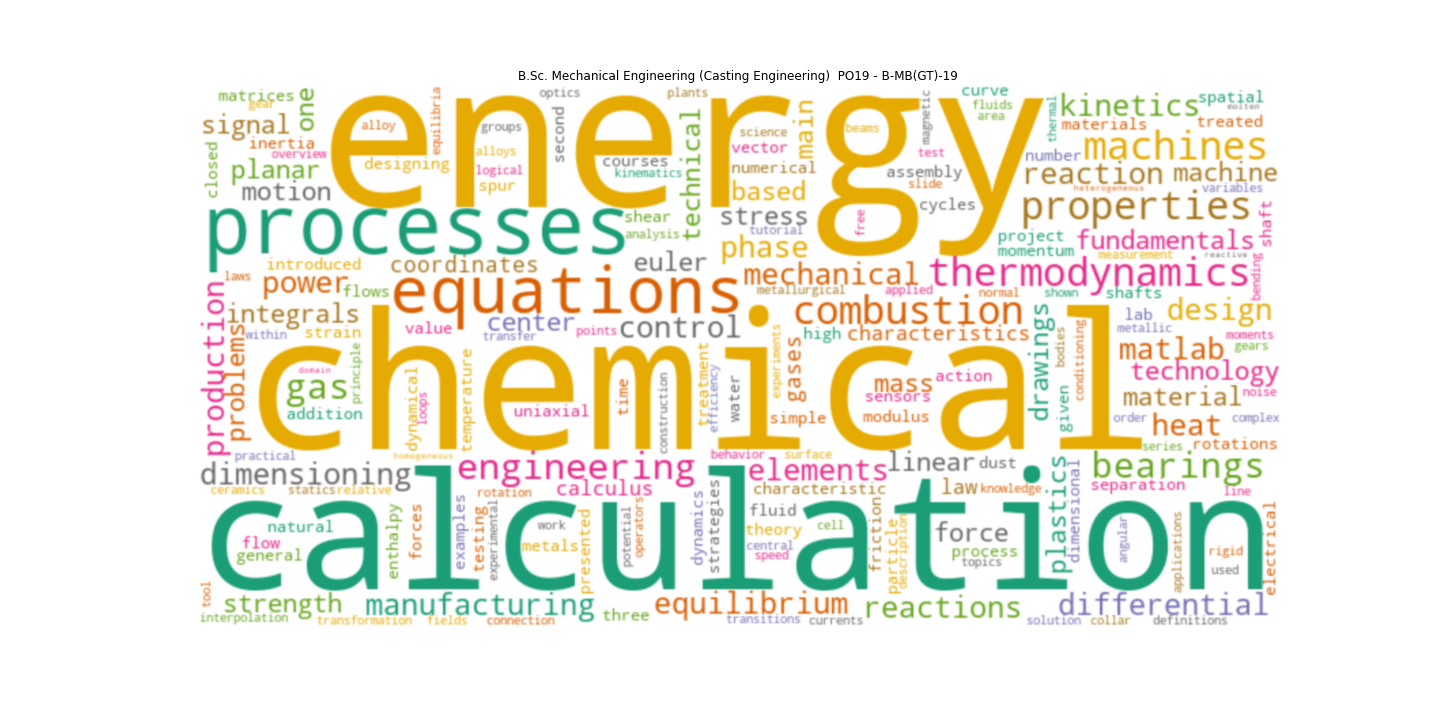 B.Sc. Mechanical Engineering (Casting Engineering)  PO19 - B-MB(GT)-19
energy
chemical
calculation
processes
equations
matrices
gear
one
signal
inertia
overview
closed
planar
motion
alloy
equilibria
designing
groups
alloys
logical
spur
optics
second
courses
kinematics
plants
technical
science
vector
numerical
based
main
beams
magnetic
test
assembly
slide
cycles
curve
fluids
area
thermal
kinetics
materials
spatial
molten
treated
number
machines
reaction
machine
heterogeneous
variables
properties
shear
analysis
stress
tutorial
phase
free
project
momentum
fundamentals
measurement
reactive
shaft
bending
laws
introduced
power
flows
coordinates
euler
mechanical
metallurgical
applied
thermodynamics
normal
shown
shafts
design
production
integrals
within
strain
problems
value
center
transfer
points
control
combustion
high
characteristics
drawings
bodies
conditioning
lab
metallic
moments
gears
matlab
technology
noise
domain
gas
principle
addition
dynamical
loops
temperature
uniaxial
time
construction
treatment
efficiency
water
experiments
gases
simple
mass
sensors
action
modulus
given
material
order
complex
heat
series
rotations
practical
homogeneous
behavior
surface
dimensioning
engineering
elements
linear
dust
bearings
separation
line
ceramics
statics
relative
rotation
calculus
characteristic
law
knowledge
plastics
dimensional
natural
flow
general
enthalpy
forces
examples
testing
experimental
work
metals
presented
potential
operators
dynamics
strategies
fluid
theory
cell
central
speed
friction
particle
description
force
process
topics
angular
applications
rigid
used
electrical
tool
strength
interpolation
manufacturing
transformation
fields
connection
three
equilibrium
transitions
currents
reactions
differential
solution
collar
definitions